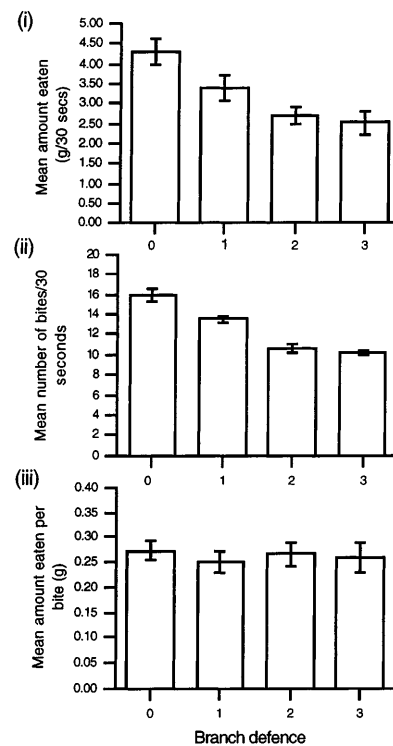 (i)
Mean amount eaten
(g/30 secs)
5.00
4.50
4.00
3.50
3.00
2.50
2.50
1.50
1.00
0.50
0.00
0 1 2 3
(ii)
Mean number of bites/30
seconds
20
18
16
14
12
10
8
6
4
2
0
0 1 2 3
(iii)
Mean amount eaten per
bite (g)
0.40
0.35
0.30
0.25
0.20
0.15
0.10
0.05
0.00
0 1 2 3
Branch defence